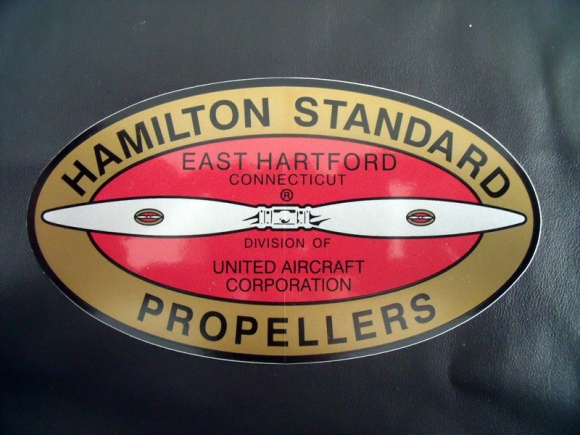 HAMILTON STANDARD
EAST HARTFORD
CONNECTICUT
®
DIVISION OF
UNITED AIRCRAFT
CORPORATION
PROPELLERS